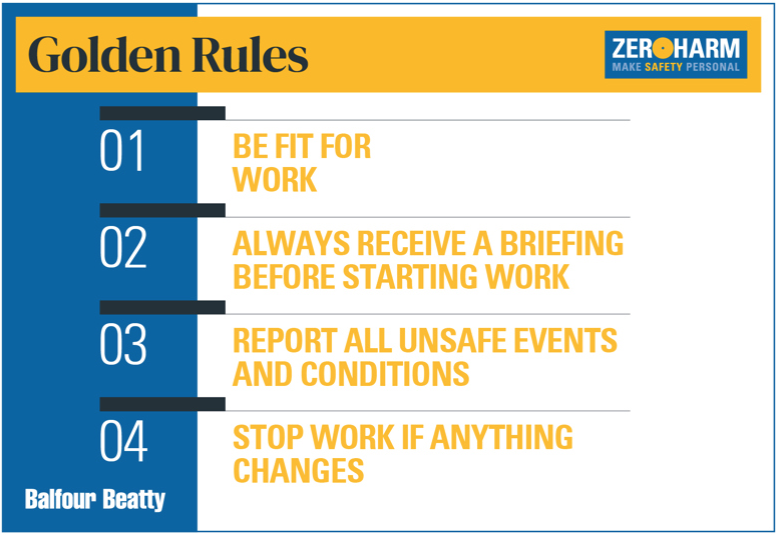 Golden Rules
ZEROHARM
MAKE SAFETY PERSONAL
01
BE FIT FOR
WORK
02
ALWAYS RECEIVE A BRIEFING
BEFORE STARTING WORK
03
REPORT ALL UNSAFE EVENTS
AND CONDITIONS
04
STOP WORK IF ANYTHING
CHANGES
Balfour Beatty